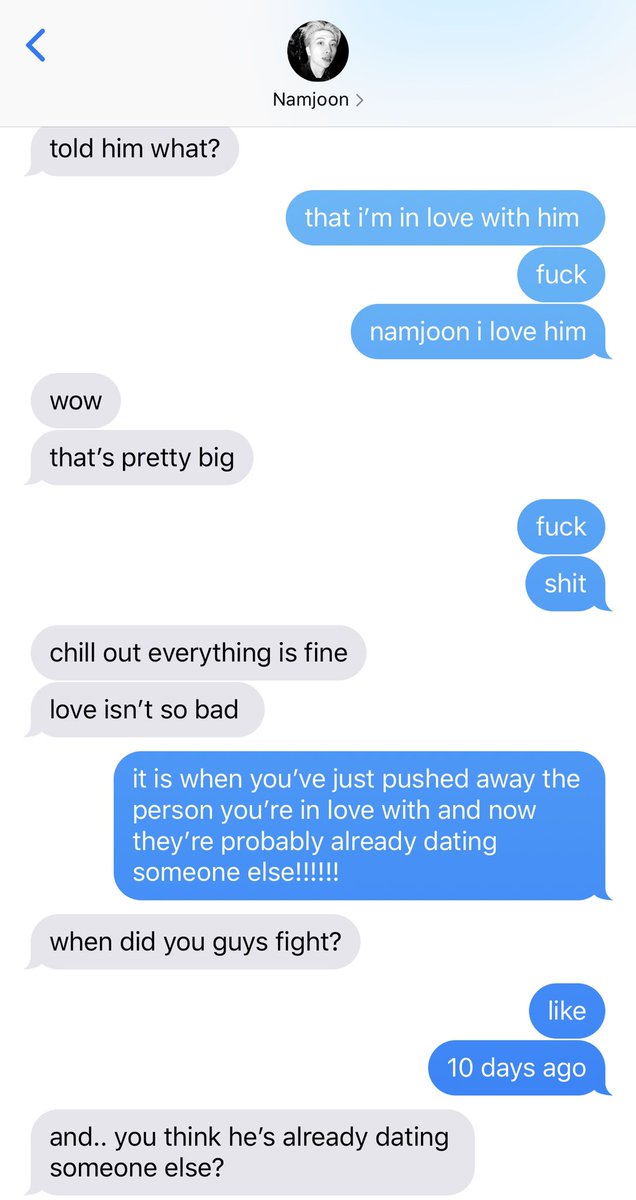 Namjoon
told him what?
that i’m in love with him
fuck
namjoon i love him
wow
that’s pretty big
fuck
shit
chill out everything is fine
love isn’t so bad
it is when you’ve just pushed away the
person you’re in love with and now
they’re probably already dating
someone else!!!!!!
when did you guys fight?
like
10 days ago
and.. you think he’s already dating
someone else?